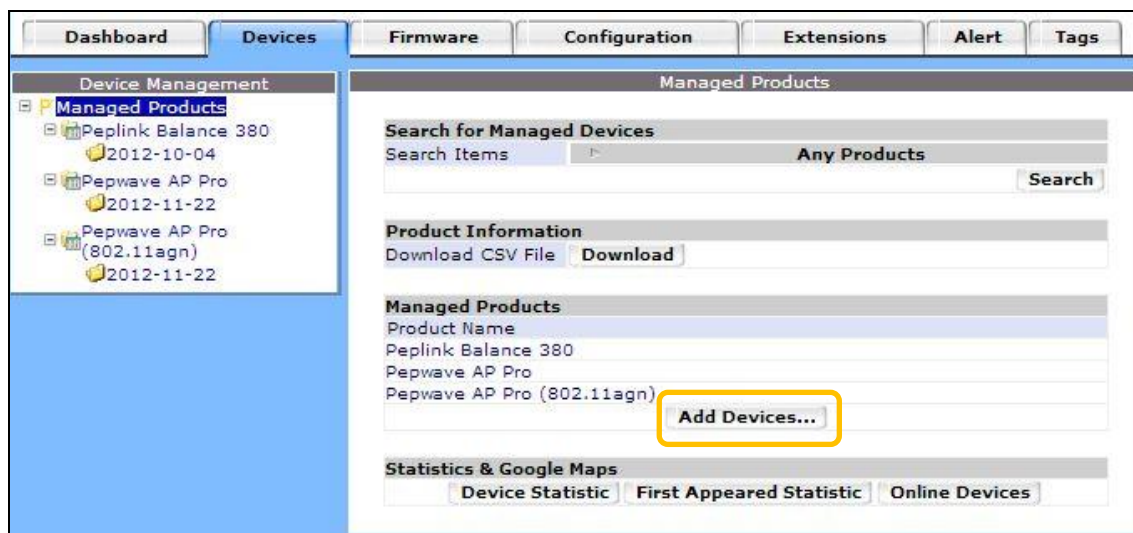 Dashboard Devices Firmware Configuration Extensions Alert Tags
Device Management
Managed Products
Peplink Balance 380
2012-10-04
Pepwave AP Pro
2012-11-22
Pepwave AP Pro
(802.11agn)
2012-11-22
Managed Products
Search for Managed Devices
Search Items Any Products
Search
Product Information
Download CSV File Download
Managed Products
Product Name
Peplink Balance 380
Pepwave AP Pro
Pepwave AP Pro (802.11agn)
Add Devices...
Statistics & Google Maps
Device Statistic First Appeared Statistic Online Devices